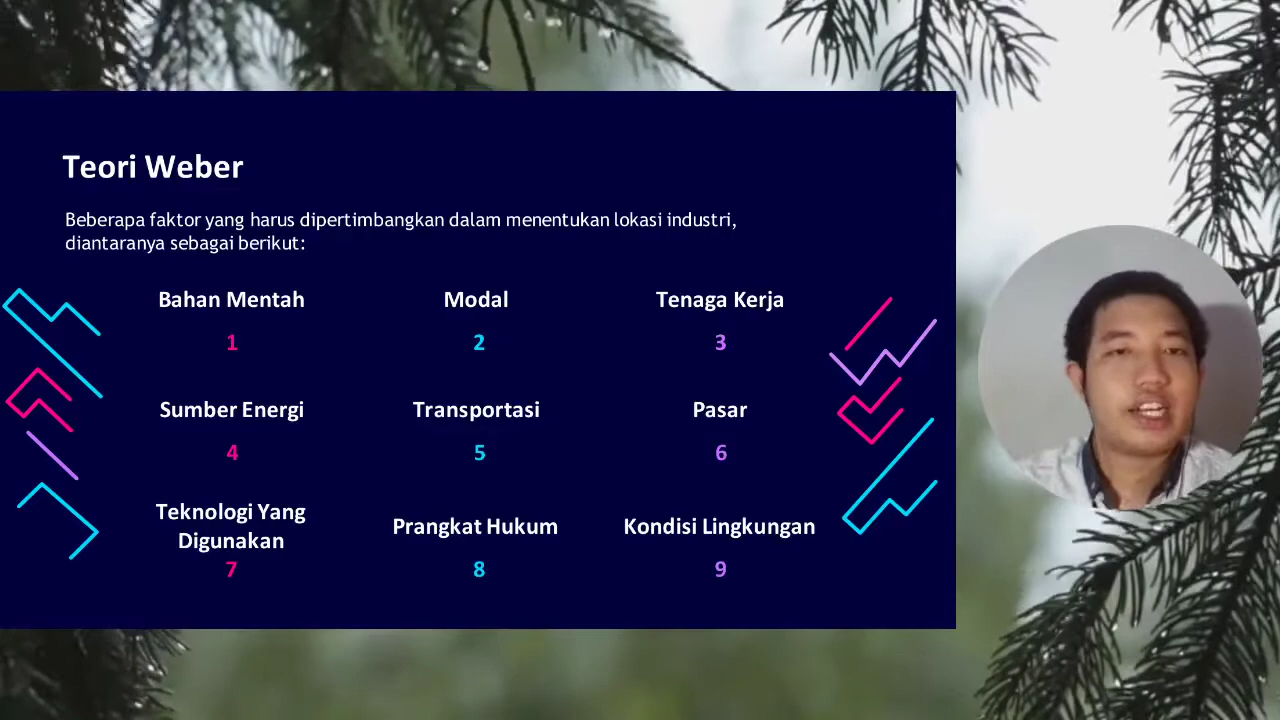 Teori Weber
Beberapa faktor yang harus dipertimbangkan dalam menentukan lokasi industri,
diantaranya sebagai berikut:
Bahan Mentah
1
Modal
2
Tenaga Kerja
3
Sumber Energi
4
Transportasi
5
Pasar
6
Teknologi Yang
Digunakan
7
Prangkat Hukum
8
Kondisi Lingkungan
9